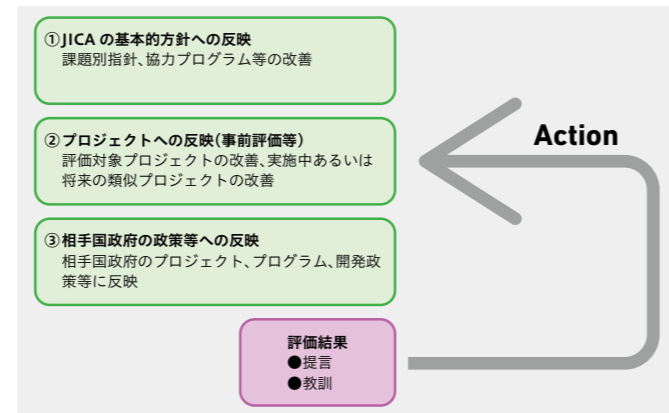 ①JICAの基本的方針への反映
課題別指針、協力プログラム等の改善
②プロジェクトへの反映(事前評価等)
評価対象プロジェクトの改善、実施中あるいは
将来の類似プロジェクトの改善
Action
③相手国政府の政策等への反映
相手国政府のプロジェクト、プログラム、開発政
策等に反映
評価結果
●提言
●教訓